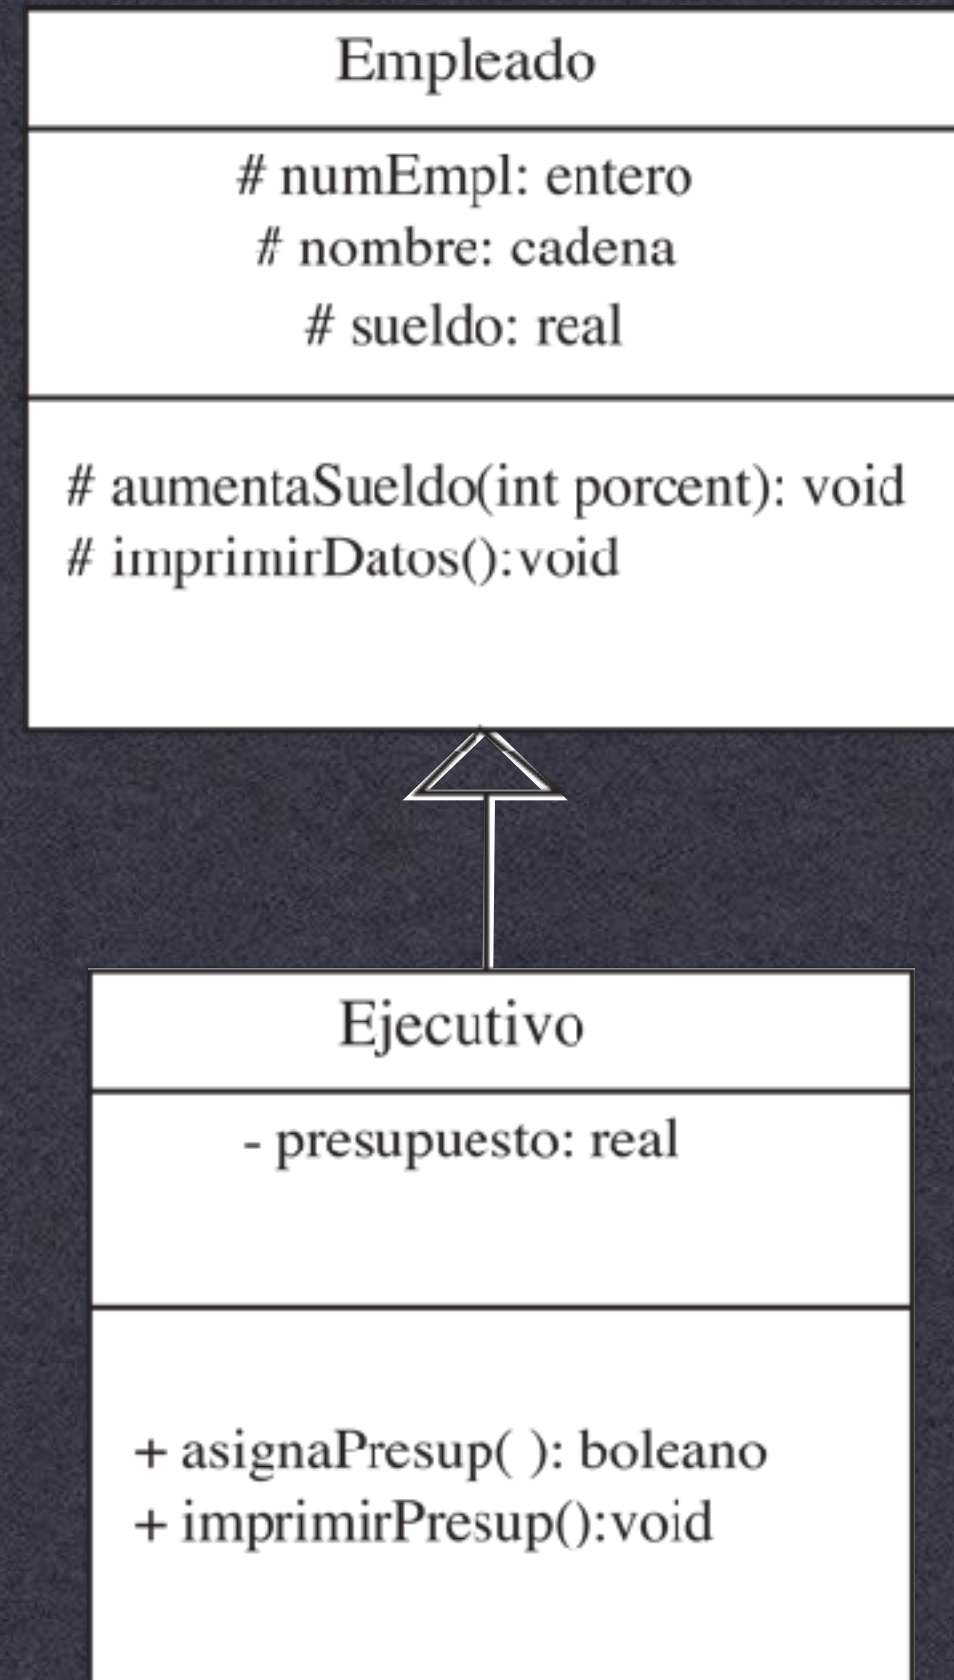 Empleado
# numEmpl: entero
# nombre: cadena
# sueldo: real
# aumentaSueldo(int porcent): void
# imprimirDatos():void
Ejecutivo
- presupuesto: real
+ asignaPresup( ): boleano
+ imprimirPresup():void